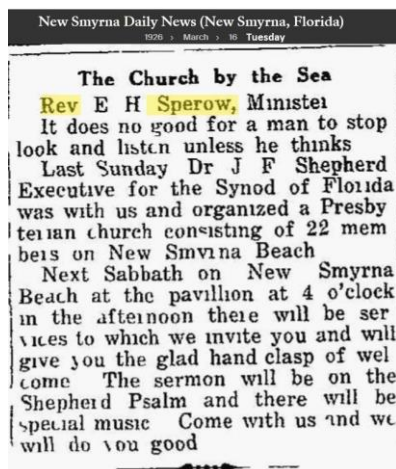 New Smyrna Daily News (New Smyrna, Florida)
1926 > March > 16 Tuesday
The Church by the Sea
Rev E H Sperow, Minister
It does no good for a man to stop
look and listen unless he thinks
Last Sunday Dr J F Shepherd
Executive for the Synod of Florida
was with us and organized a Presby
terian church consisting of 22 mem
bers on New Smyrna Beach
Next Sabbath on New Smyrna
Beach at the pavillion at 4 o'clock
in the afternoon there will be ser
vices to which we invite you and will
give you the glad hand clasp of wel
come The sermon will be on the
Shepherd Psalm and there will be
special music Come with us and we
will do you good